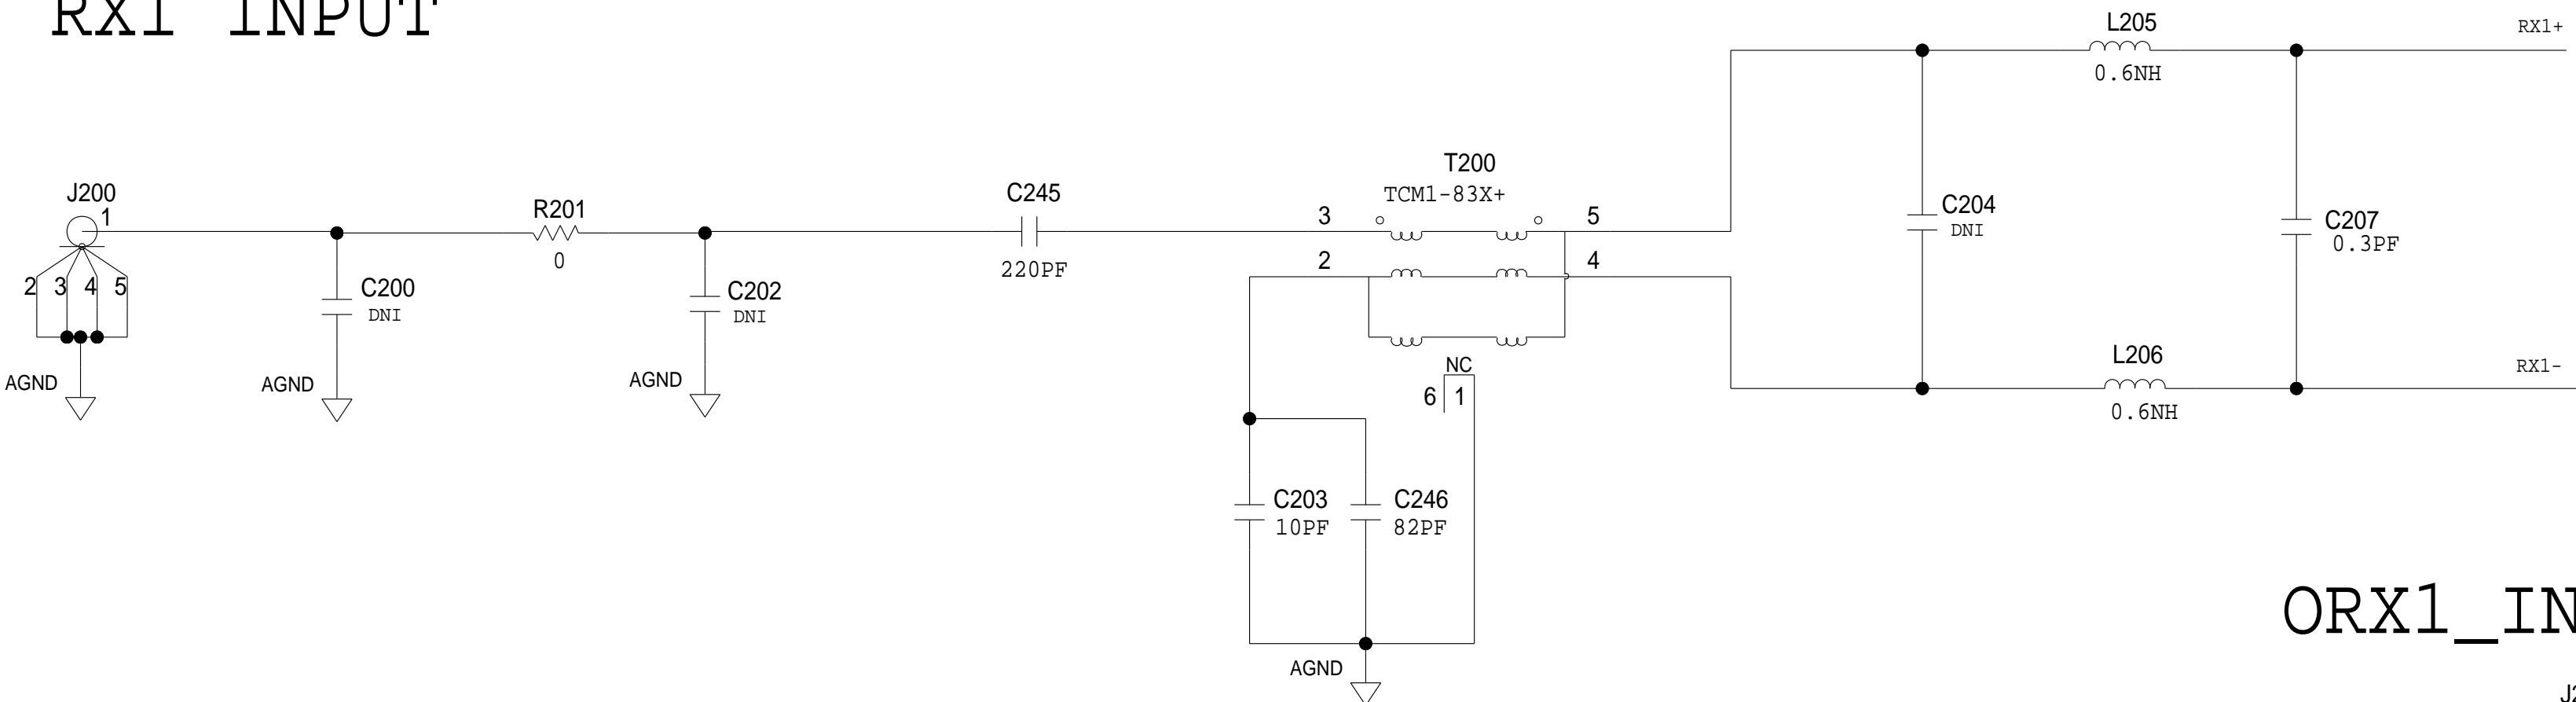 RX1 INPUT
L205
RX1+
0.6NH
T200
TCM1-83X+
J200
1
R201
0
C245
220PF
3
5
2
4
C204
DNI
C207
0.3PF
2 3 4 5
C200
DNI
C202
DNI
AGND
AGND
AGND
NC
6 1
L206
0.6NH
RX1-
C203
10PF
C246
82PF
AGND
ORX1_IN
J2